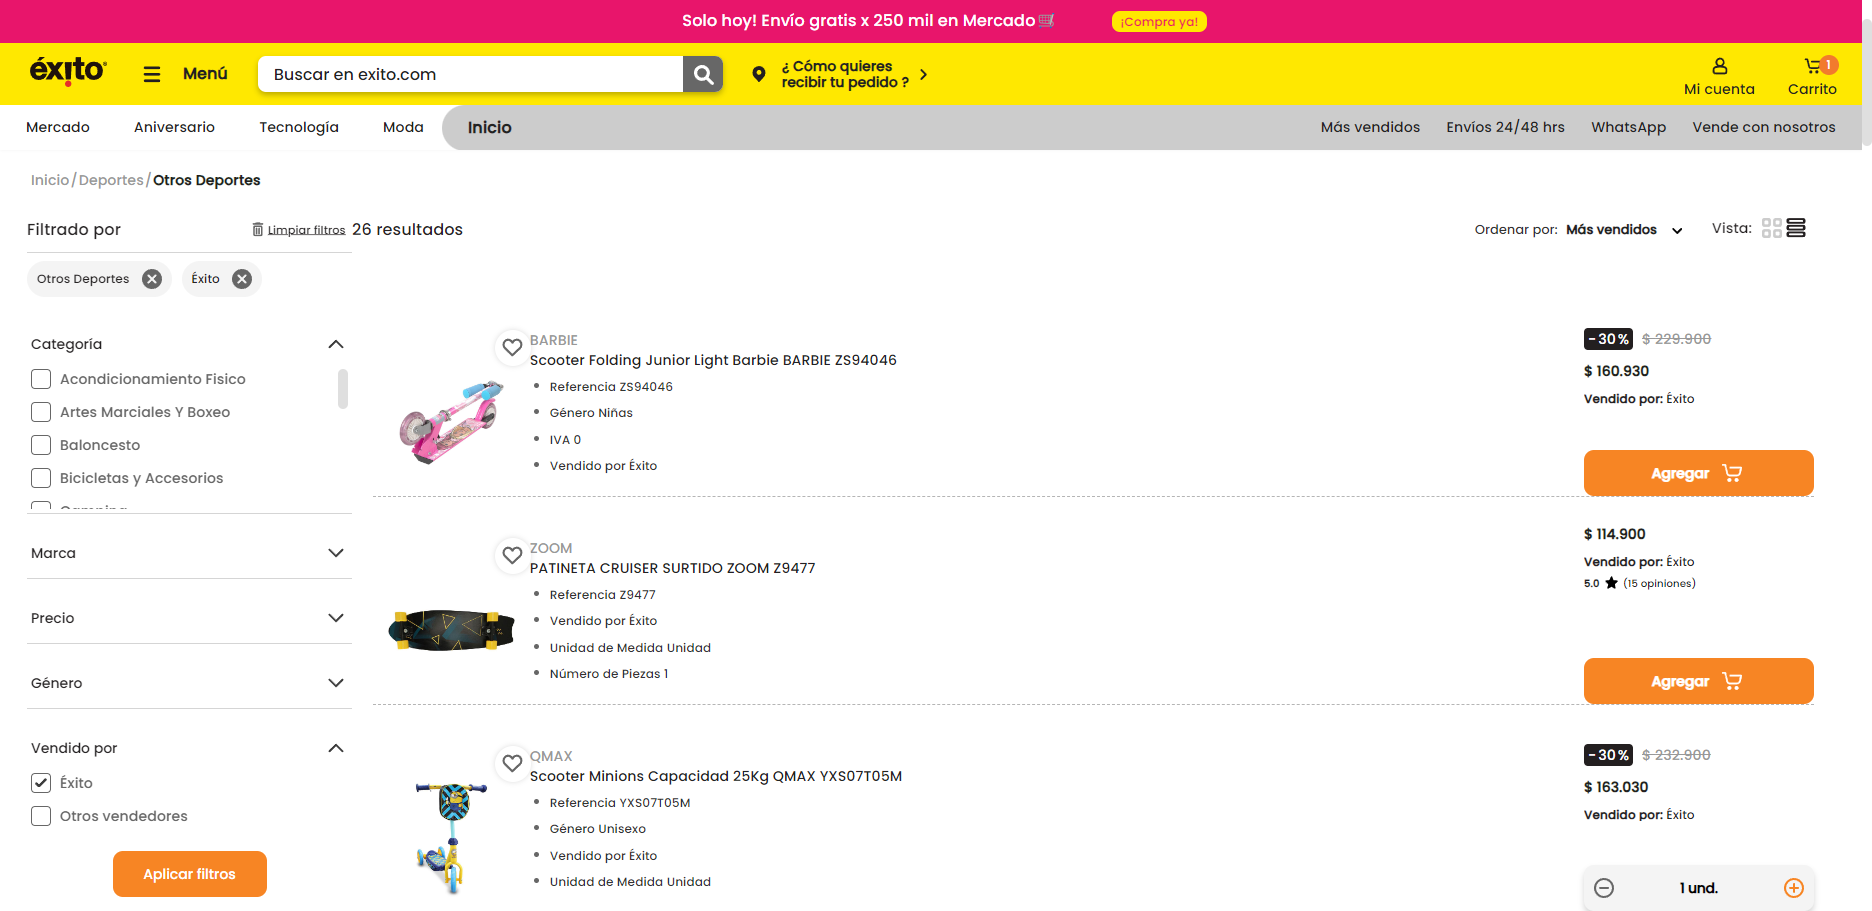 Solo hoy! Envío gratis x 250 mil en Mercado
¡Compra ya!
éxito
Menú
Buscar en exito.com
¿ Cómo quieres
recibir tu pedido ?
Mi cuenta
1
Carrito
Mercado
Aniversario
Tecnología
Moda
Inicio
Más vendidos
Envíos 24/48 hrs
WhatsApp
Vende con nosotros
Inicio/Deportes/Otros Deportes
Filtrado por
Limpiar filtros
26 resultados
Ordenar por: Más vendidos
Vista:
Otros Deportes
Éxito
Categoría
Acondicionamiento Fisico
Artes Marciales Y Boxeo
Baloncesto
Bicicletas y Accesorios
Marca
Precio
Género
Vendido por
Éxito
Otros vendedores
Aplicar filtros
BARBIE
Scooter Folding Junior Light Barbie BARBIE ZS94046
Referencia ZS94046
Género Niñas
IVA 0
Vendido por Éxito
-30% $ 229.900
$ 160.930
Vendido por: Éxito
Agregar
ZOOM
PATINETA CRUISER SURTIDO ZOOM Z9477
Referencia Z9477
Vendido por Éxito
Unidad de Medida Unidad
Número de Piezas 1
$ 114.900
Vendido por: Éxito
5.0 (15 opiniones)
Agregar
QMAX
Scooter Minions Capacidad 25Kg QMAX YXS07T05M
Referencia YXS07T05M
Género Unisexo
Vendido por Éxito
Unidad de Medida Unidad
-30% $ 232.900
$ 163.030
Vendido por: Éxito
1 und.